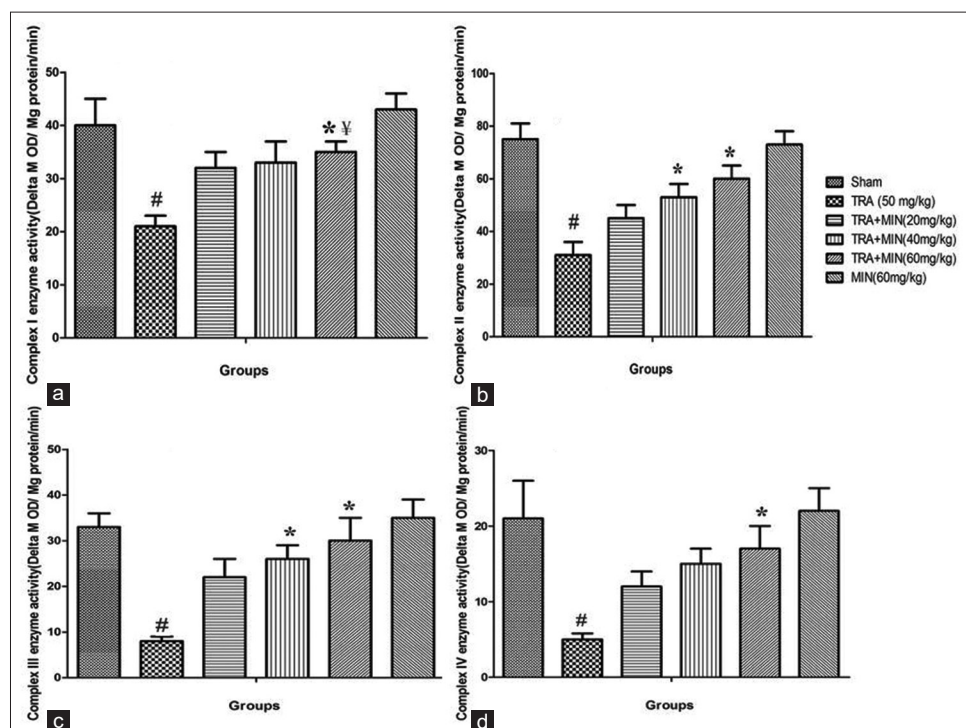 Complex I enzyme activity(Delta M OD/ Mg protein/min)
50
40
30
20
10
0
#
* ¥
Groups
a
Complex II enzyme activity (Delta M OD/ Mg protein/min)
100
80
60
40
20
0
#
*
*
Groups
b
Sham
TRA (50 mg/kg)
TRA+MIN(20mg/kg)
TRA+MIN(40mg/kg)
TRA+MIN(60mg/kg)
MIN(60mg/kg)
Complex III enzyme activity(Delta M OD/ Mg protein/min)
50
40
30
20
10
0
#
*
*
Groups
c
Complex IV enzyme activity(Delta M OD/ Mg protein/min)
30
20
10
0
#
*
Groups
d